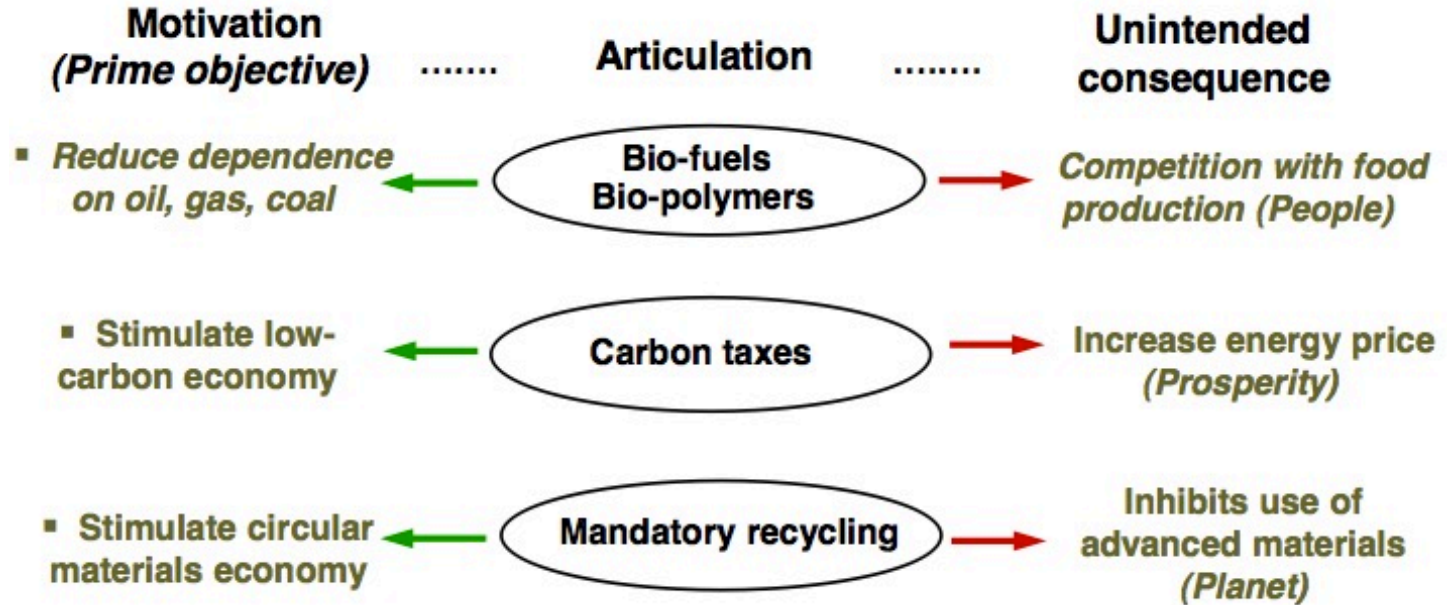 Motivation
(Prime objective) ....... Articulation ........ Unintended
consequence
▪ Reduce dependence
on oil, gas, coal
Bio-fuels
Bio-polymers
Competition with food
production (People)
▪ Stimulate low-
carbon economy
Carbon taxes
Increase energy price
(Prosperity)
▪ Stimulate circular
materials economy
Mandatory recycling
Inhibits use of
advanced materials
(Planet)